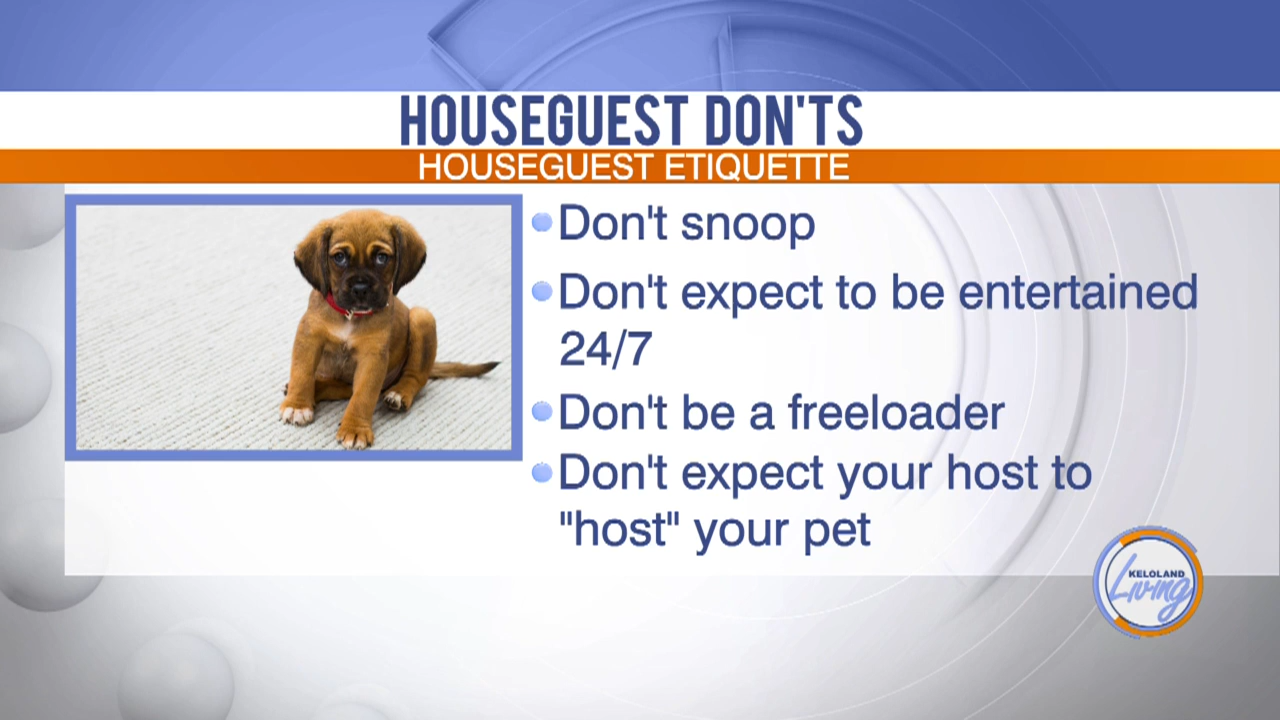 HOUSEGUEST DON'TS
HOUSEGUEST ETIQUETTE
Don't snoop
Don't expect to be entertained
24/7
Don't be a freeloader
Don't expect your host to
"host" your pet
KELOLAND
Living